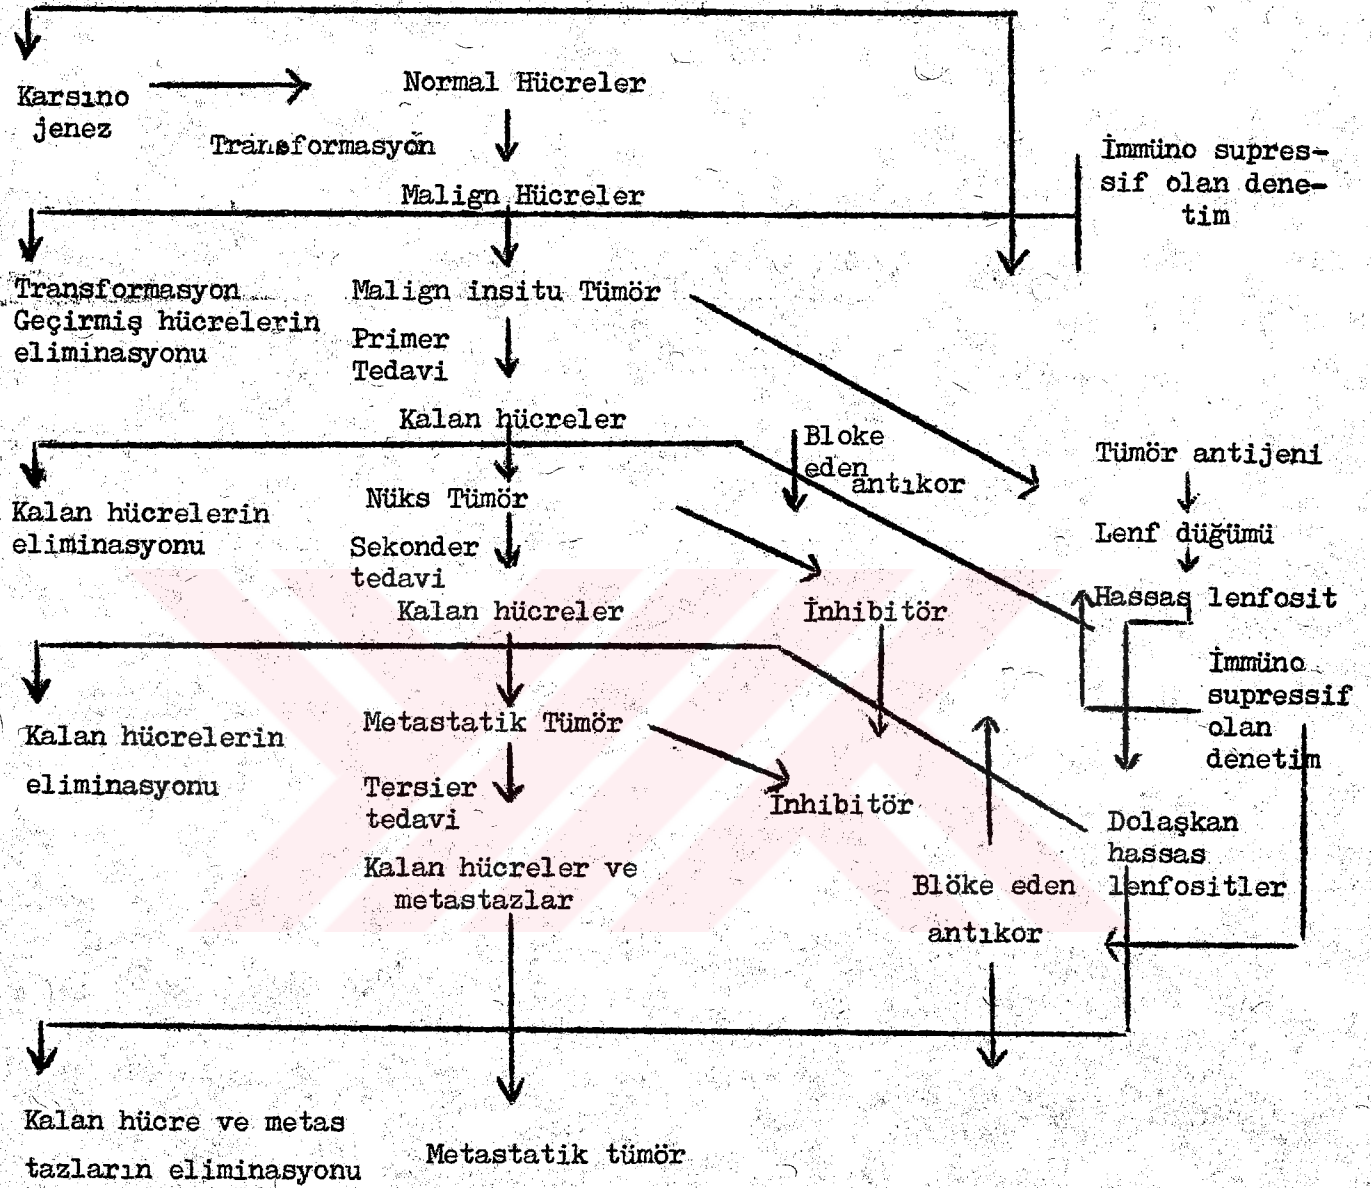 Karsıno
jenez
Normal Hücreler
Transformasyon
Malign Hücreler
İmmüno supres-
sif olan dene-
tim
Transformasyon
Geçirmiş hücrelerin
eliminasyonu
Malign insitu Tümör
Primer
Tedavi
Kalan hücreler
Bloke
eden
antıkor
Tümör antijeni
Lenf düğümü
Hassas lenfosit
Kalan hücrelerin
eliminasyonu
Nüks Tümör
Sekonder
tedavi
Kalan hücreler
İnhibitör
İmmüno
supressif
olan
denetim
Kalan hücrelerin
eliminasyonu
Metastatik Tümör
Tersier
tedavi
İnhibitör
Kalan hücreler ve
metastazlar
Dolaşkan
hassas
lenfositler
Blöke eden
antıkor
Kalan hücre ve metas
tazların eliminasyonu
Metastatik tümör